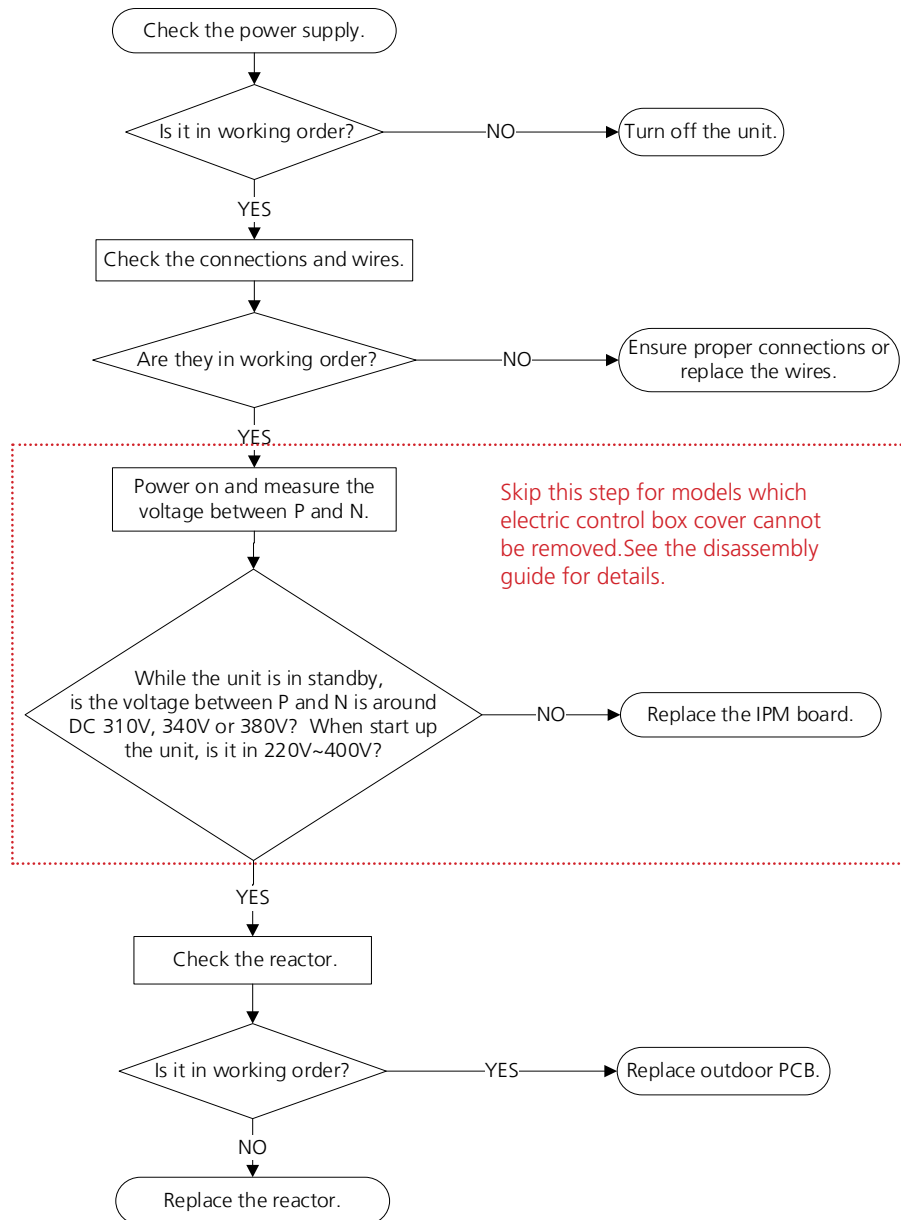 Check the power supply.
Is it in working order?
NO
Turn off the unit.
YES
Check the connections and wires.
Are they in working order?
NO
Ensure proper connections or
replace the wires.
YES
Power on and measure the
voltage between P and N.
Skip this step for models which
electric control box cover cannot
be removed.See the disassembly
guide for details.
While the unit is in standby,
is the voltage between P and N is around
DC 310V, 340V or 380V? When start up
the unit, is it in 220V~400V?
NO
Replace the IPM board.
YES
Check the reactor.
Is it in working order?
YES
Replace outdoor PCB.
NO
Replace the reactor.